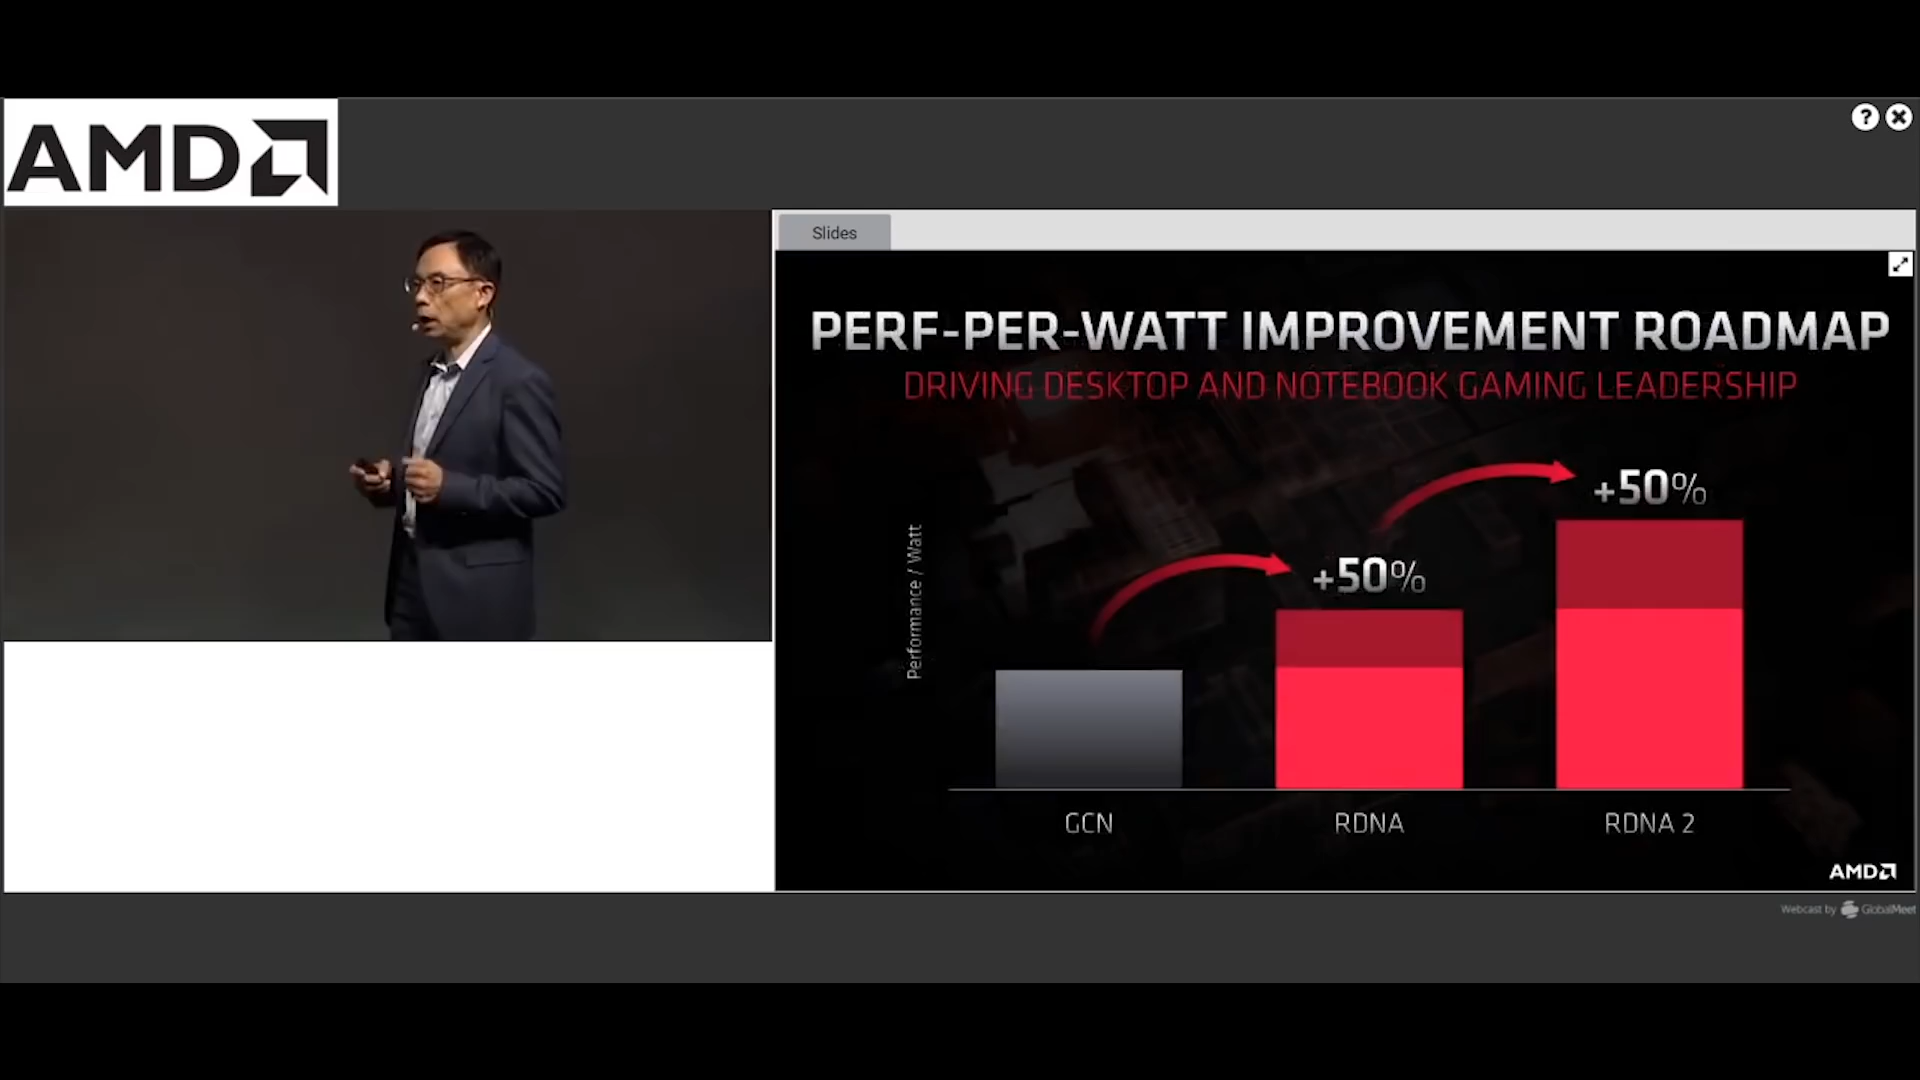 AMD
?
Slides
PERF-PER-WATT IMPROVEMENT ROADMAP
DRIVING DESKTOP AND NOTEBOOK GAMING LEADERSHIP
Performance / Watt
+50%
+50%
GCN
RDNA
RDNA 2
AMD
Webcast by GlobalMeet